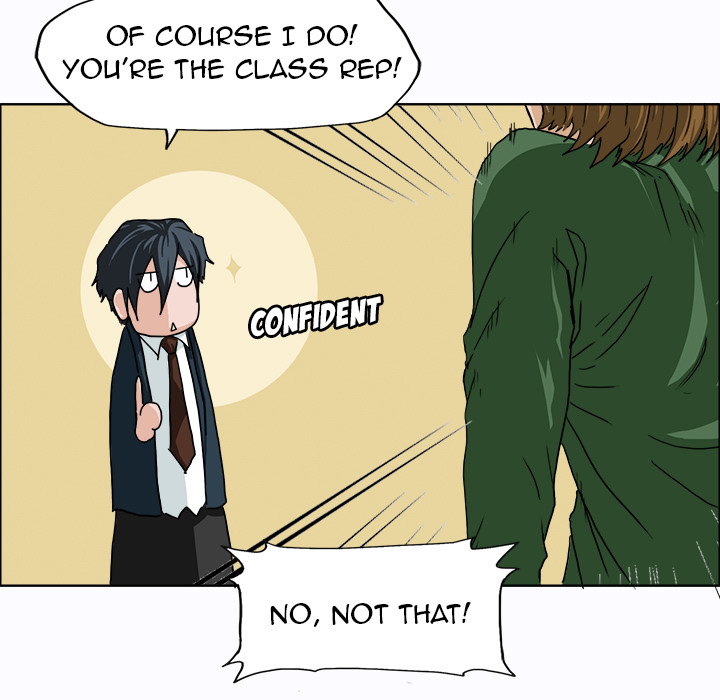 OF COURSE I DO!
YOU'RE THE CLASS REP!
CONFIDENT
NO, NOT THAT!